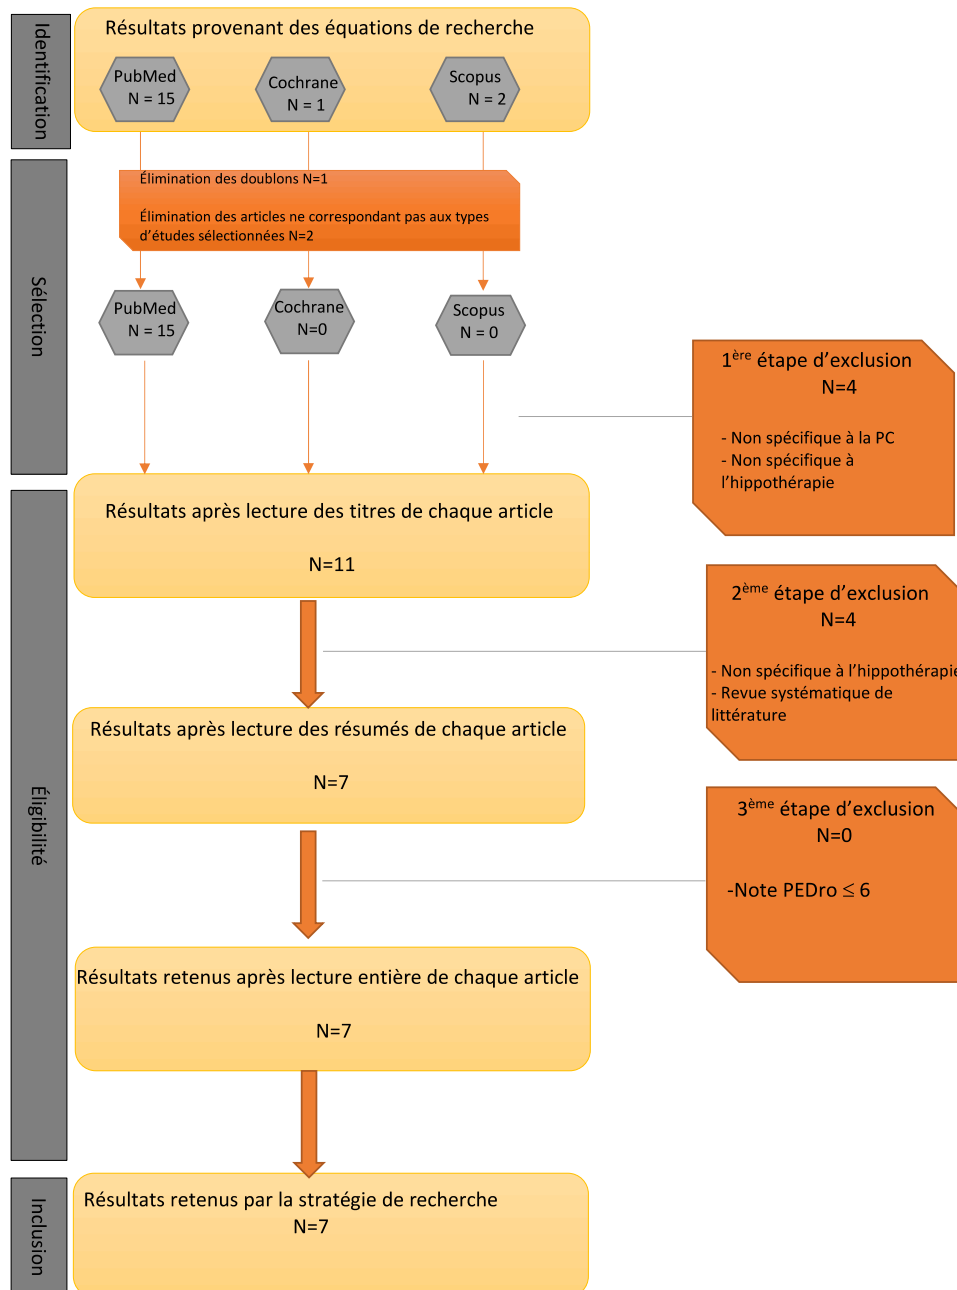 Identification
Résultats provenant des équations de recherche
PubMed
N = 15
Cochrane
N = 1
Scopus
N = 2
Sélection
Élimination des doublons N=1
Élimination des articles ne correspondant pas aux types
d’études sélectionnées N=2
PubMed
N = 15
Cochrane
N=0
Scopus
N = 0
1ère étape d’exclusion
N=4
- Non spécifique à la PC
- Non spécifique à
l’hippothérapie
Éligibilité
Résultats après lecture des titres de chaque article
N=11
2ème étape d’exclusion
N=4
- Non spécifique à l’hippothérapie
- Revue systématique de
littérature
Résultats après lecture des résumés de chaque article
N=7
3ème étape d’exclusion
N=0
-Note PEDro ≤ 6
Résultats retenus après lecture entière de chaque article
N=7
Inclusion
Résultats retenus par la stratégie de recherche
N=7